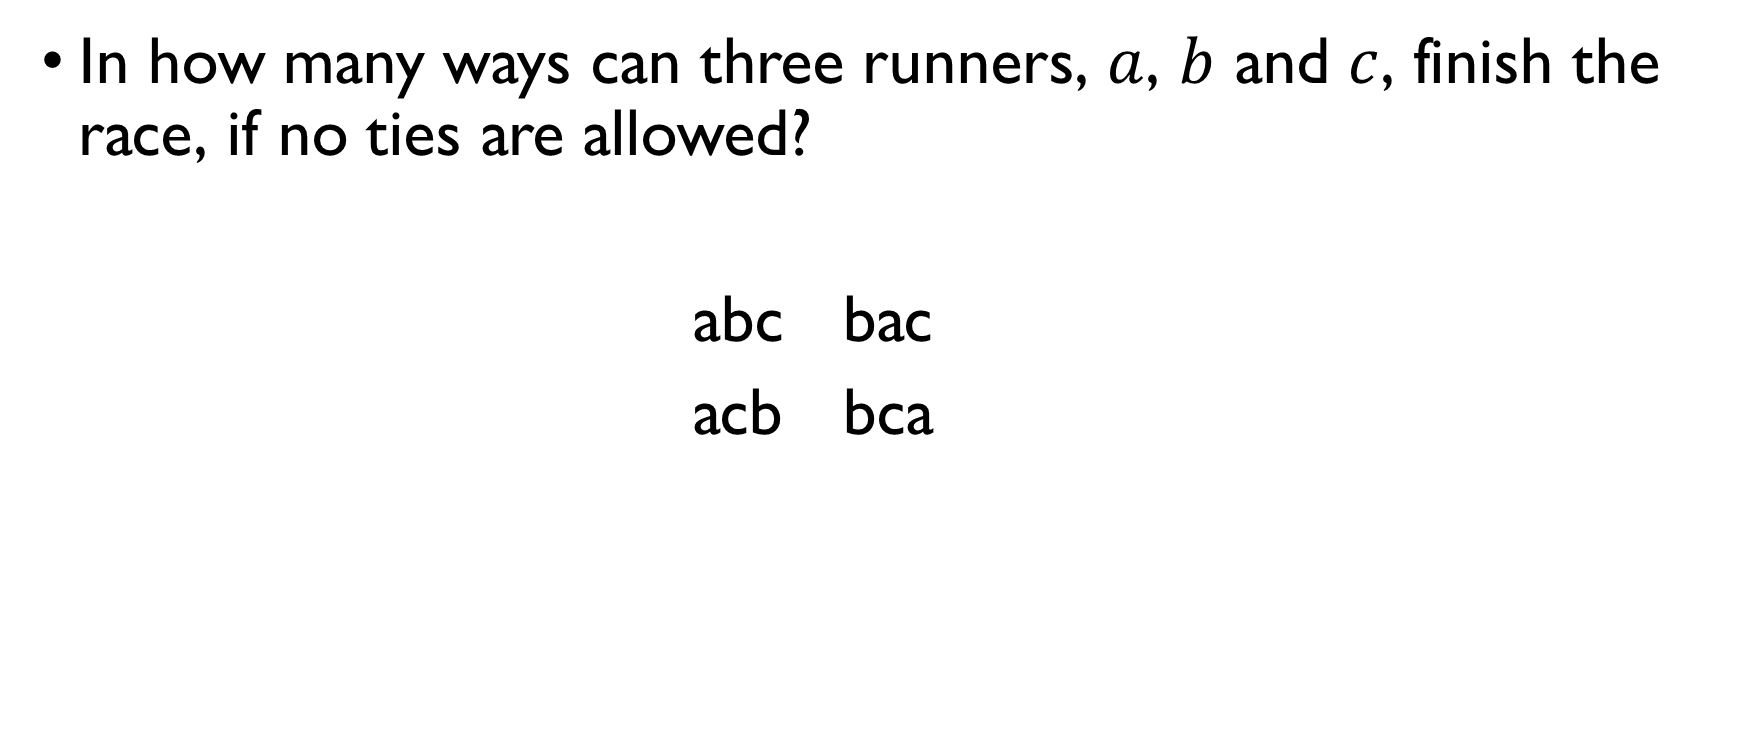 • In how many ways can three runners, a, b and c, finish the
race, if no ties are allowed?
abc bac
acb bca